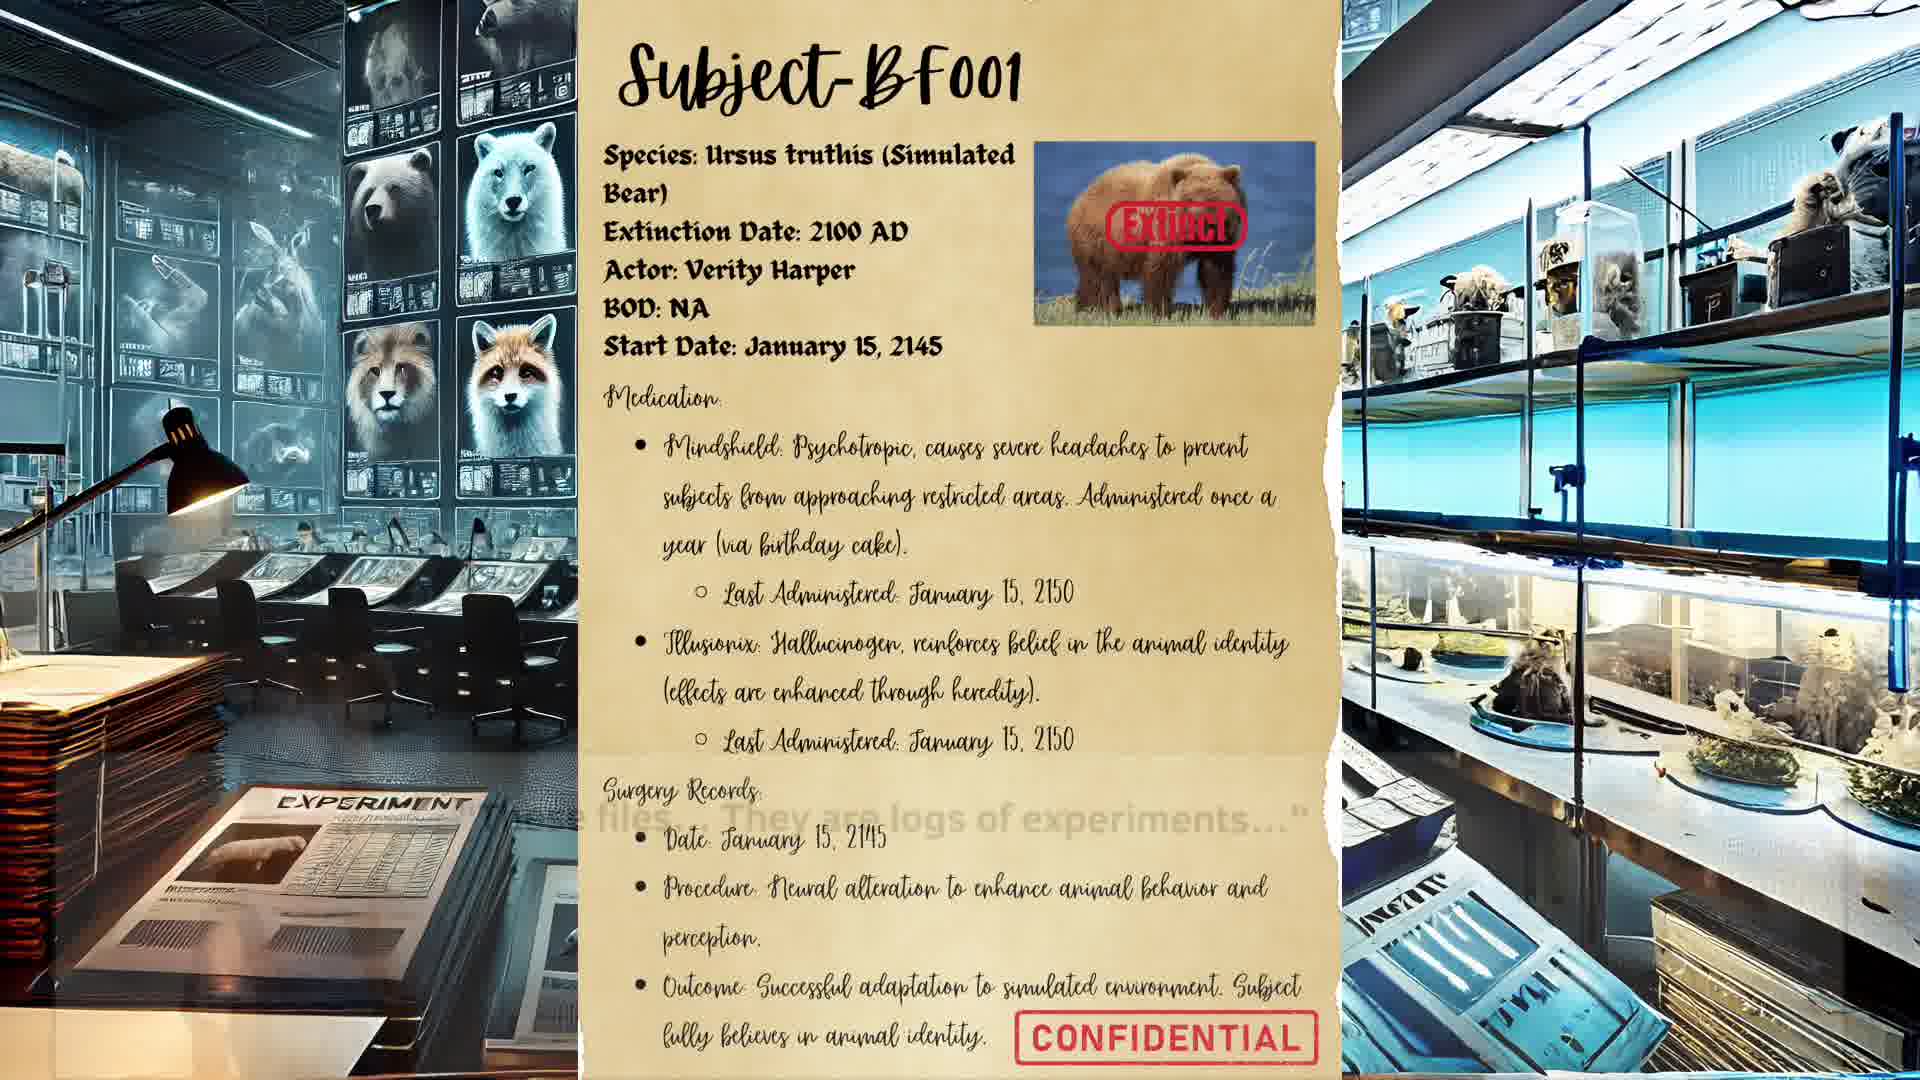 Subject-BF001
Species: Ursus truthis (Simulated
Bear)
Extinction Date: 2100 AD
Actor: Verity Harper
BOD: NA
Start Date: January 15, 2145
Extinct
Medication:
• Mindshield: Psychotropic, causes severe headaches to prevent
subjects from approaching restricted areas. Administered once a
year (via birthday cake).
○ Last Administered: January 15, 2150
• Illusionix: Hallucinogen, reinforces belief in the animal identity
(effects are enhanced through heredity).
○ Last Administered: January 15, 2150
Surgery Records:
files... They are logs of experiments..."
• Date: January 15, 2145
• Procedure: Neural alteration to enhance animal behavior and
perception.
• Outcome: Successful adaptation to simulated environment. Subject
fully believes in animal identity.
CONFIDENTIAL
EXPERIMENT